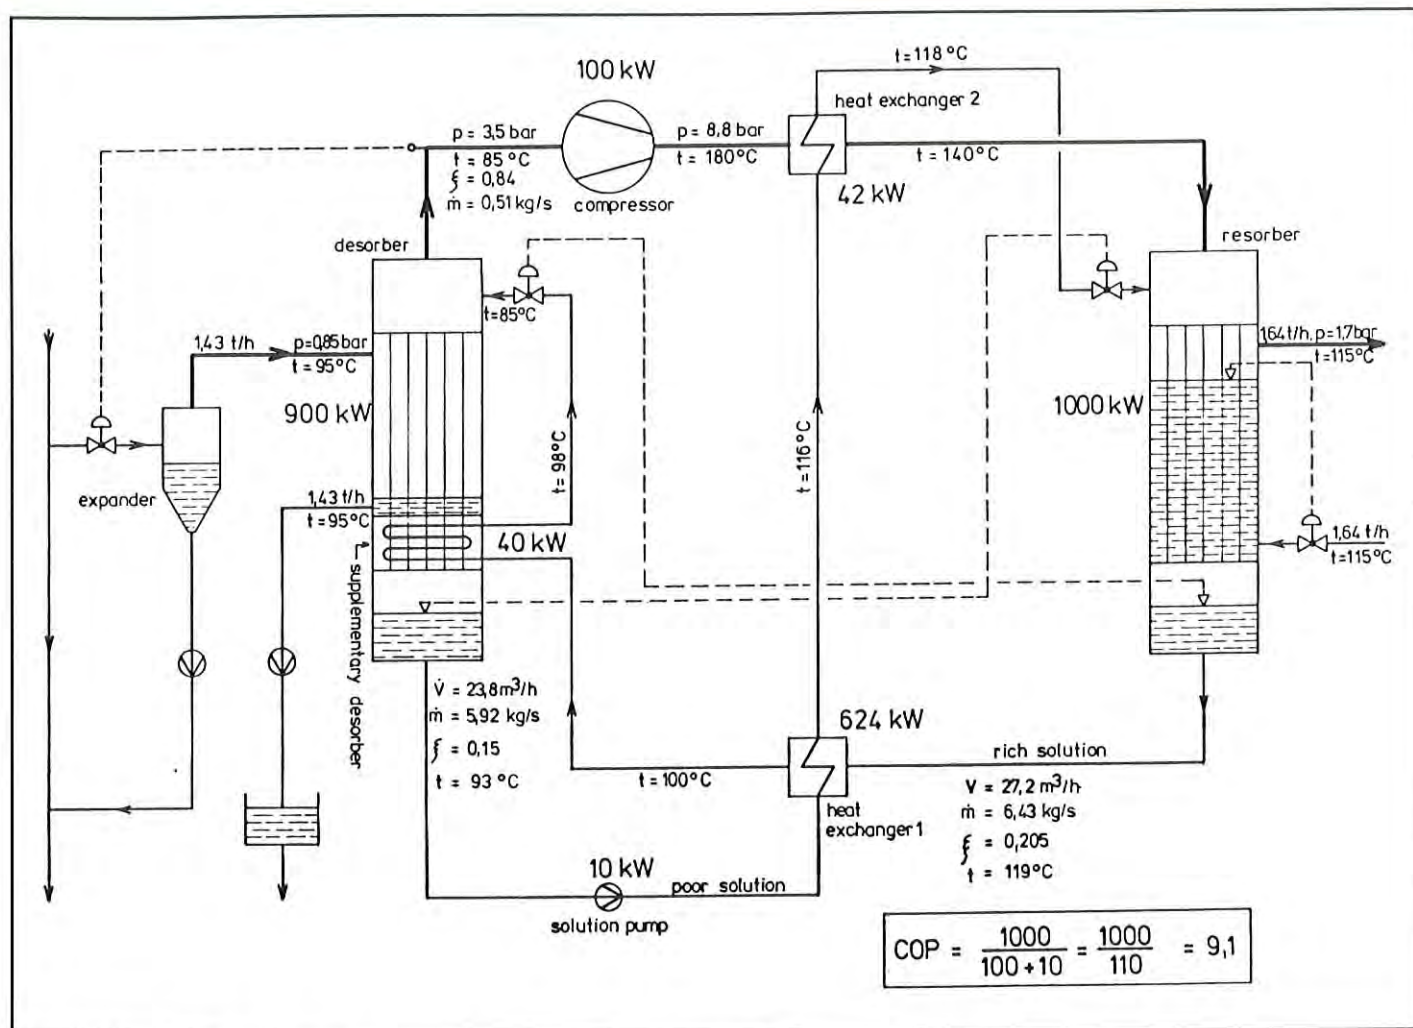 t=118°C
100 kW
heat exchanger 2
p = 3,5 bar
t = 85°C
ξ = 0,84
ṁ = 0,51 kg/s
compressor
p = 8,8 bar
t = 180°C
t =140°C
42 kW
desorber
resorber
t=85°C
1,43 t/h
p=0,85 bar
t = 95°C
1,64t/h, p=1,7bar
t=115°C
900 kW
1000 kW
t = 98°C
t = 116°C
expander
1,43 t/h
t=95°C
40 kW
1,64 t/h
t=115°C
supplementary desorber
V̇ = 23,8 m³/h
ṁ = 5,92 kg/s
ξ = 0,15
t = 93 °C
624 kW
rich solution
t = 100°C
heat
exchanger 1
V = 27,2 m³/h
ṁ = 6,43 kg/s
ξ = 0,205
t = 119°C
10 kW
poor solution
solution pump
COP = 1000 / 100 + 10 = 1000 / 110 = 9,1